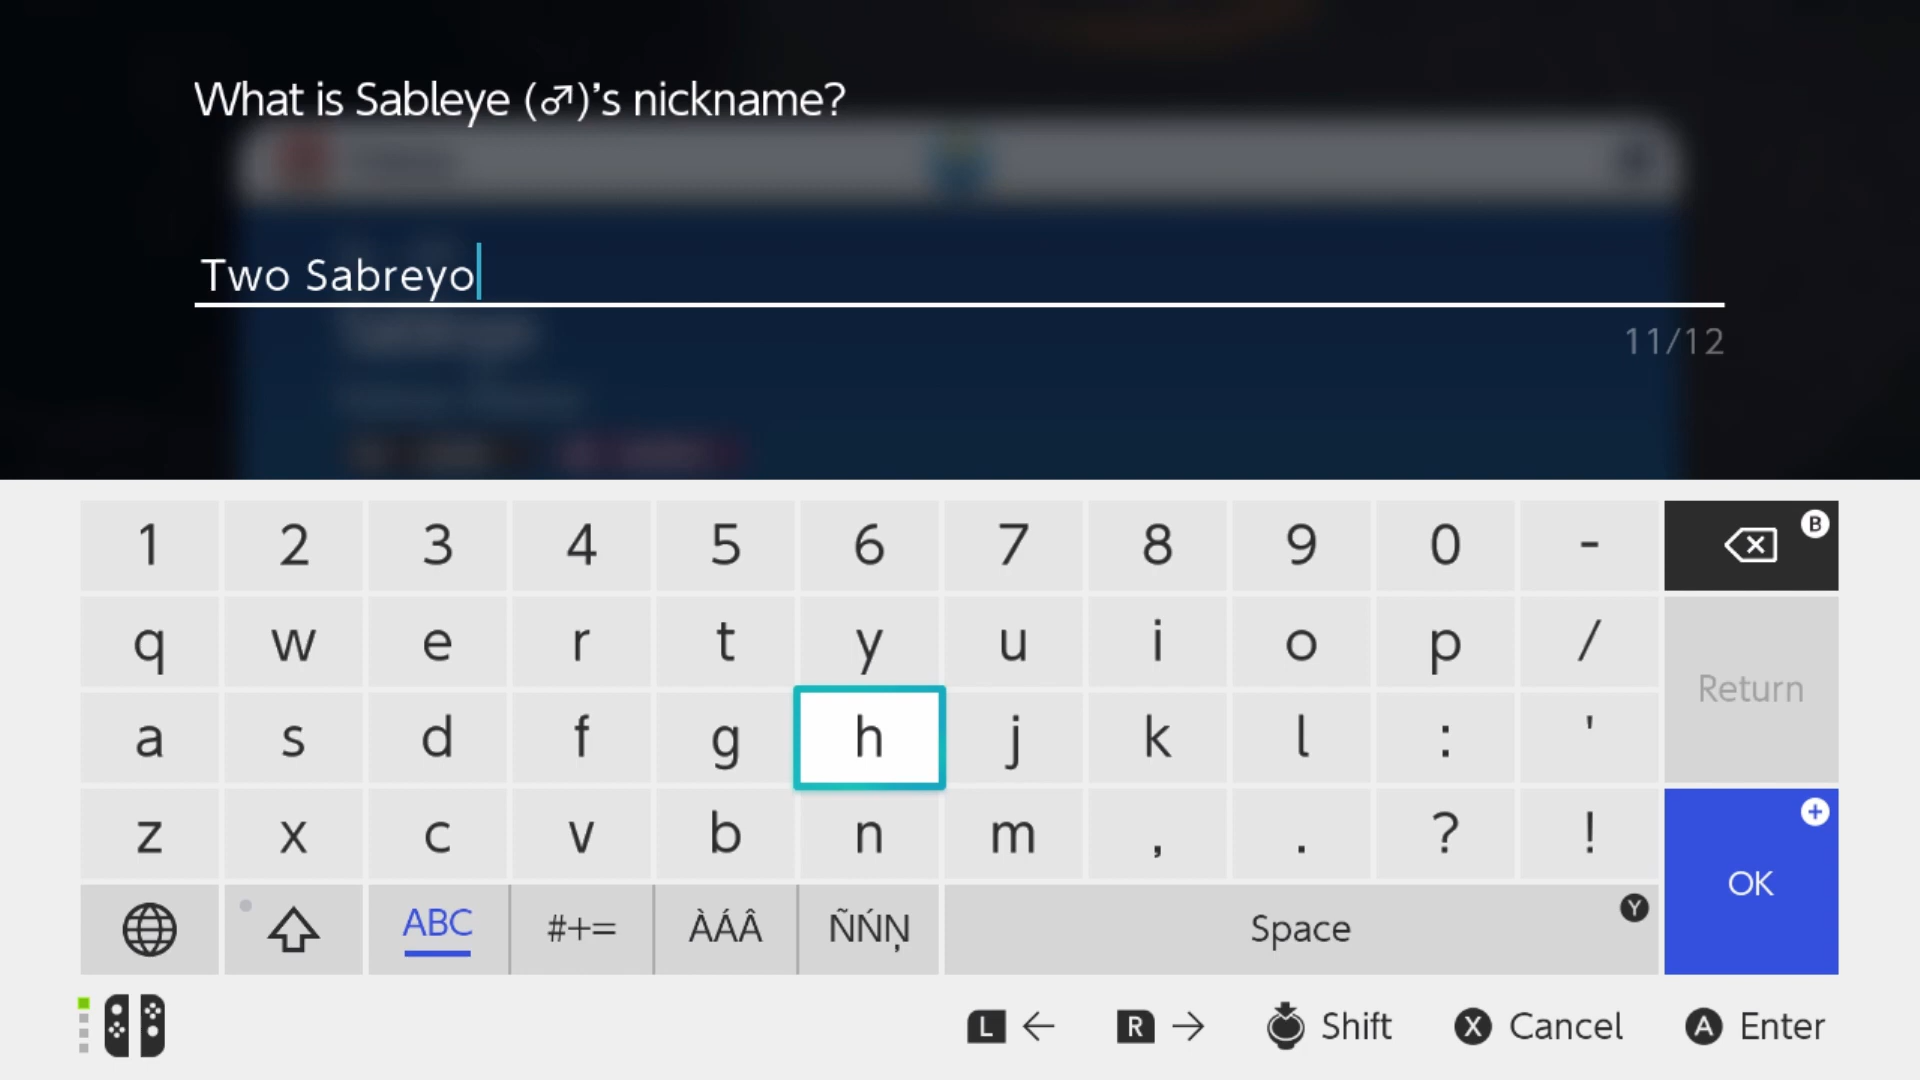 What is Sableye (♂)’s nickname?
Two Sabreyo
11/12
1 2 3 4 5 6 7 8 9 0 - B
q w e r t y u i o p /
Return
a s d f g h j k l : '
z x c v b n m , . ? ! +
OK
ABC #+= ÀÁÂ ÑŃŅ Space Y
L ← R → Shift X Cancel A Enter